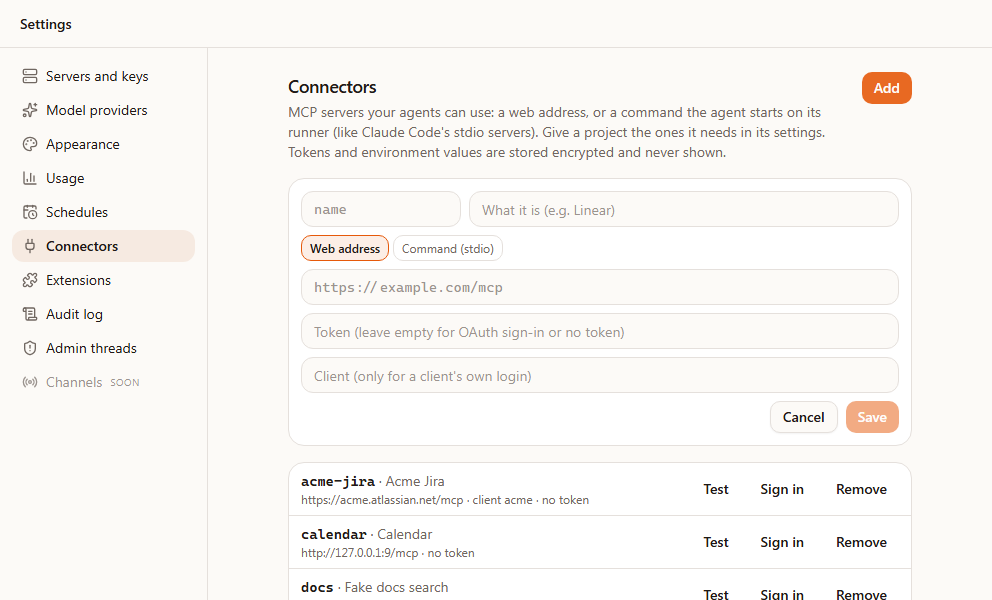 Settings
Servers and keys
Model providers
Appearance
Usage
Schedules
Connectors
Extensions
Audit log
Admin threads
Channels SOON
Connectors
Add
MCP servers your agents can use: a web address, or a command the agent starts on its
runner (like Claude Code's stdio servers). Give a project the ones it needs in its settings.
Tokens and environment values are stored encrypted and never shown.
name
What it is (e.g. Linear)
Web address
Command (stdio)
https://example.com/mcp
Token (leave empty for OAuth sign-in or no token)
Client (only for a client's own login)
Cancel
Save
acme-jira · Acme Jira
https://acme.atlassian.net/mcp · client acme · no token
Test
Sign in
Remove
calendar · Calendar
http://127.0.0.1:9/mcp · no token
Test
Sign in
Remove
docs · Fake docs search
Test
Sign in
Remove